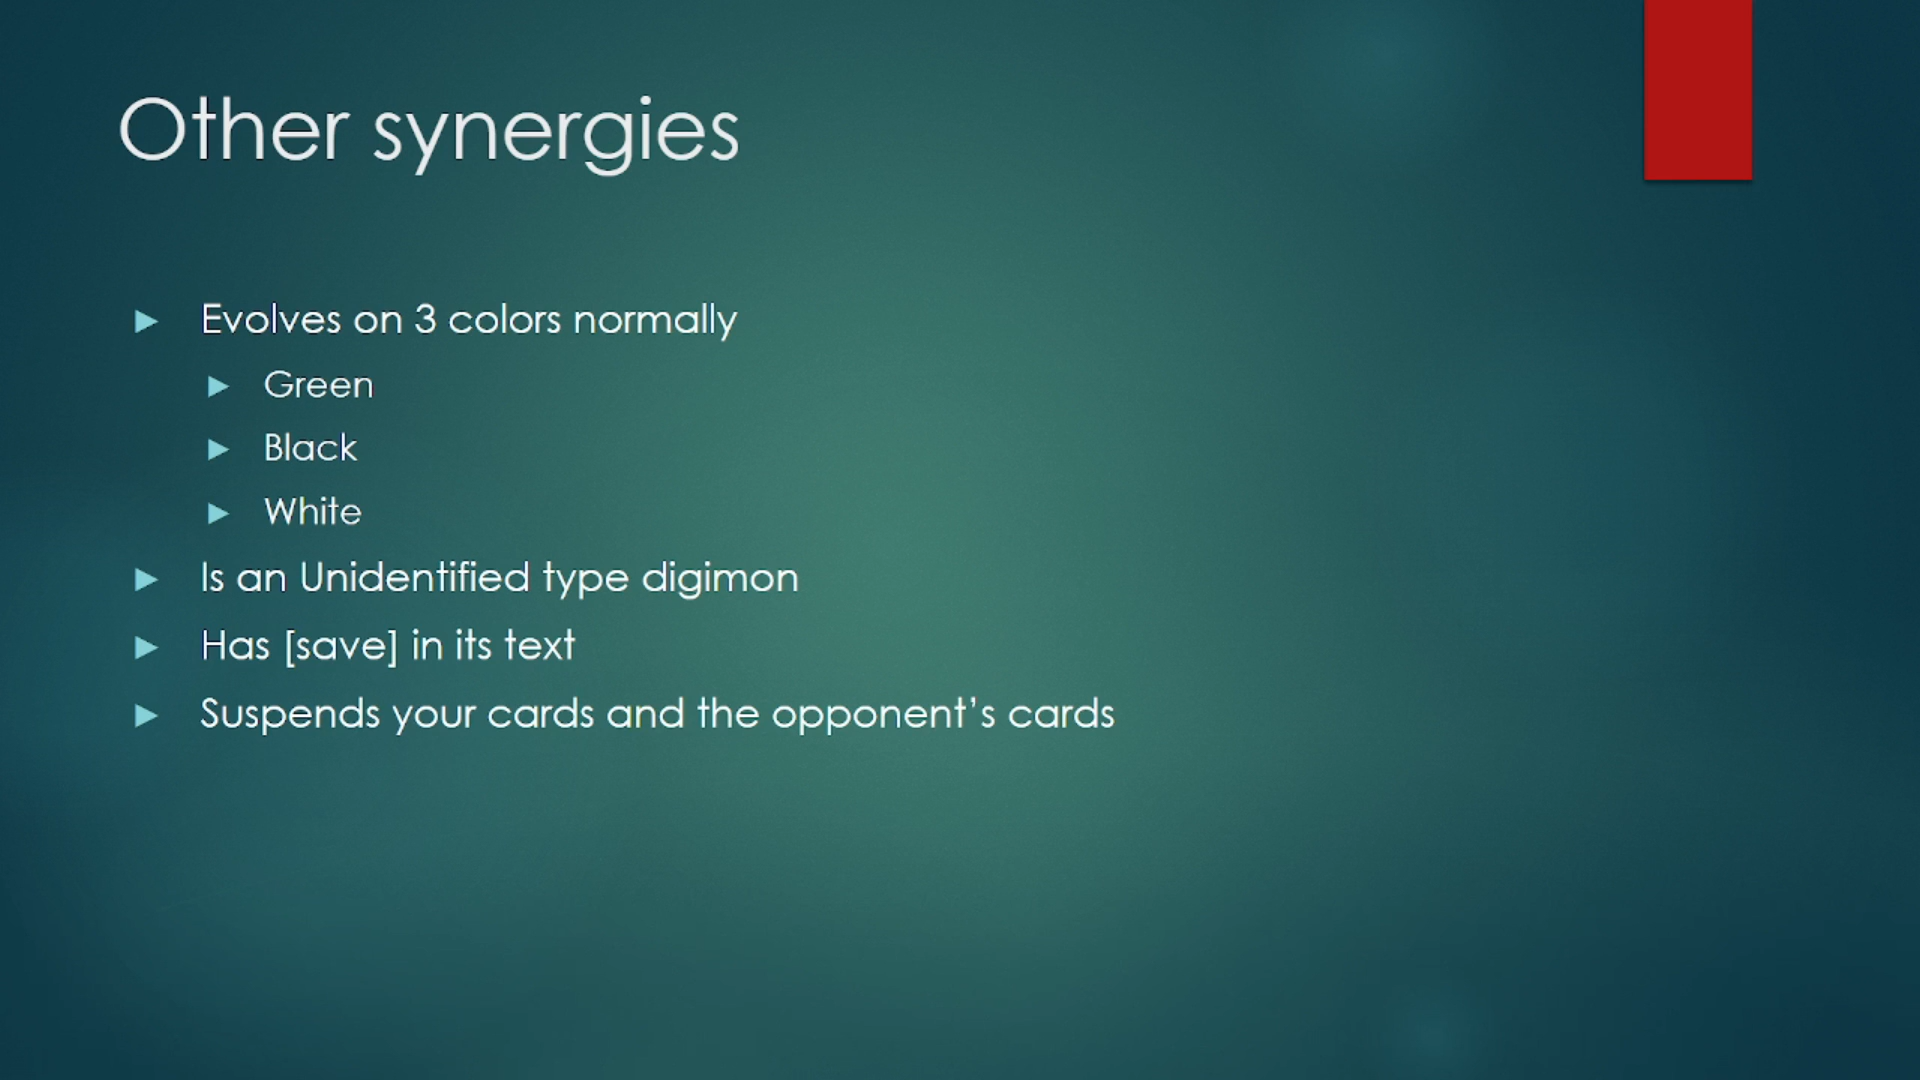 Other synergies
Evolves on 3 colors normally
Green
Black
White
Is an Unidentified type digimon
Has [save] in its text
Suspends your cards and the opponent’s cards